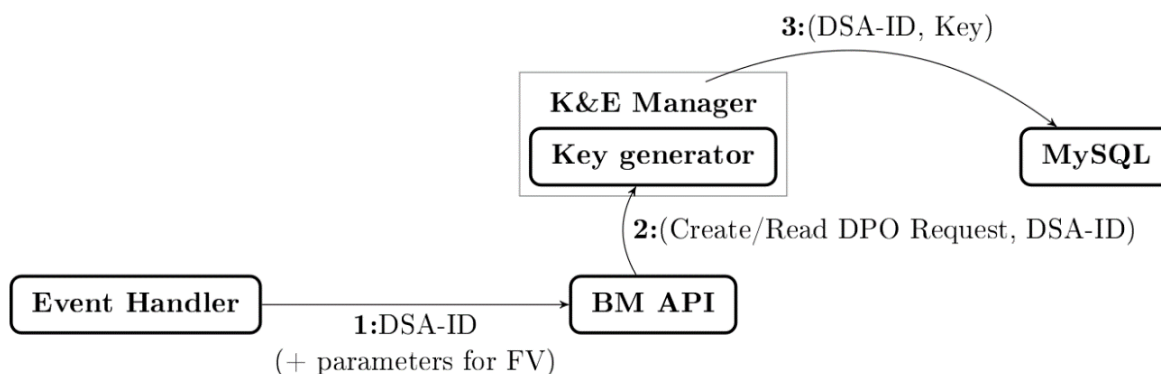 3:(DSA-ID, Key)
K&E Manager
Key generator
MySQL
2:(Create/Read DPO Request, DSA-ID)
Event Handler
BM API
1:DSA-ID
(+ parameters for FV)